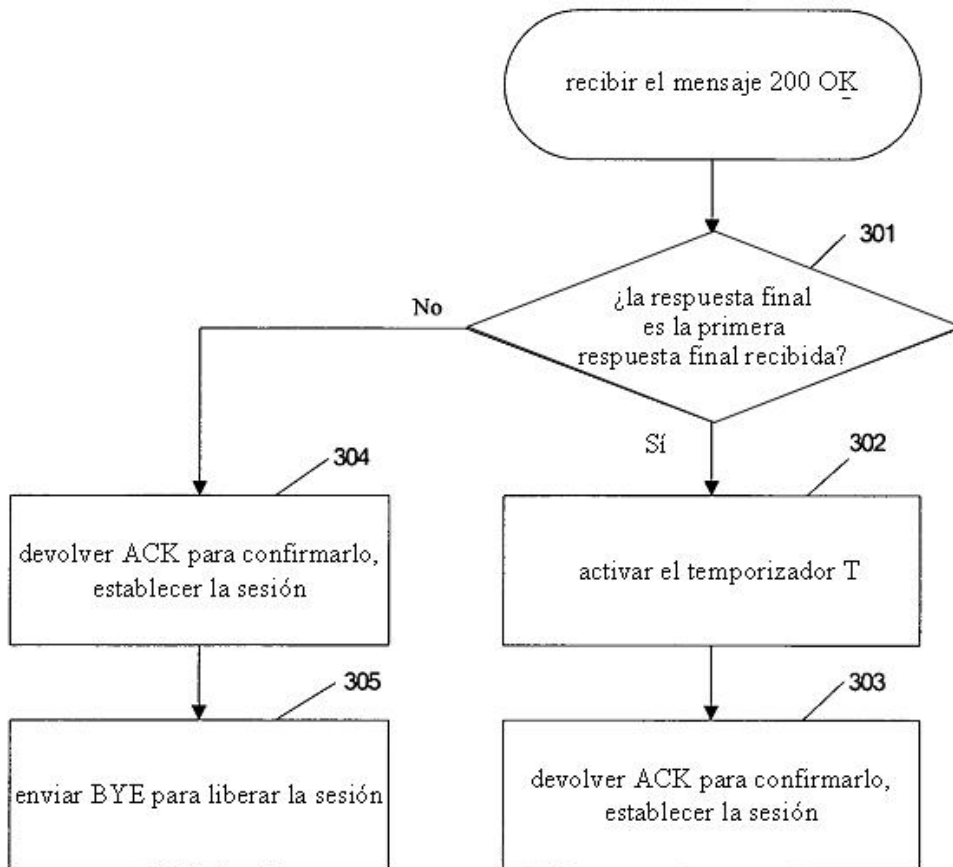 recibir el mensaje 200 OK
301
¿la respuesta final
es la primera
respuesta final recibida?
No
Sí
304
302
devolver ACK para confirmarlo,
establecer la sesión
activar el temporizador T
305
303
enviar BYE para liberar la sesión
devolver ACK para confirmarlo,
establecer la sesión